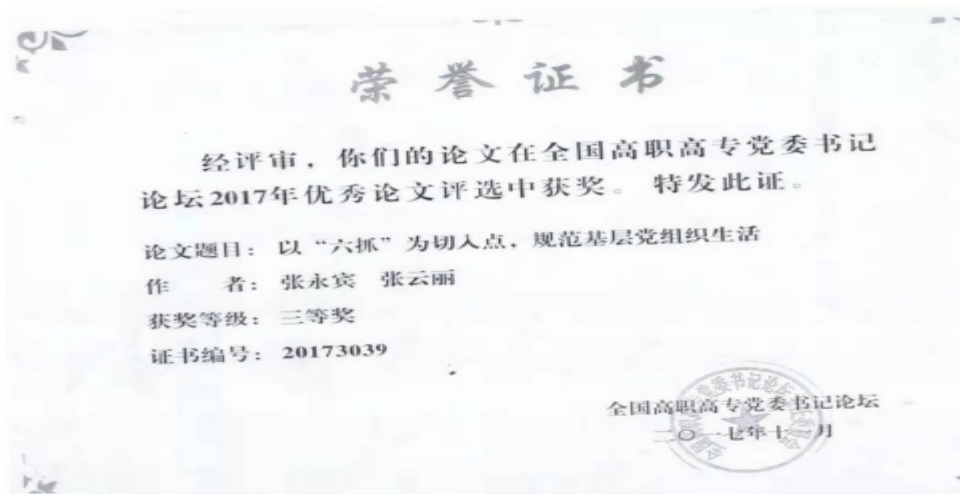 荣誉证书
经评审，你们的论文在全国高职高专党委书记
论坛2017年优秀论文评选中获奖。特发此证。
论文题目：以“六抓”为切入点，规范基层党组织生活
作　　者：张永宾　张云丽
获奖等级：三等奖
证书编号：20173039
全国高职高专党委书记论坛
二〇一七年十 月